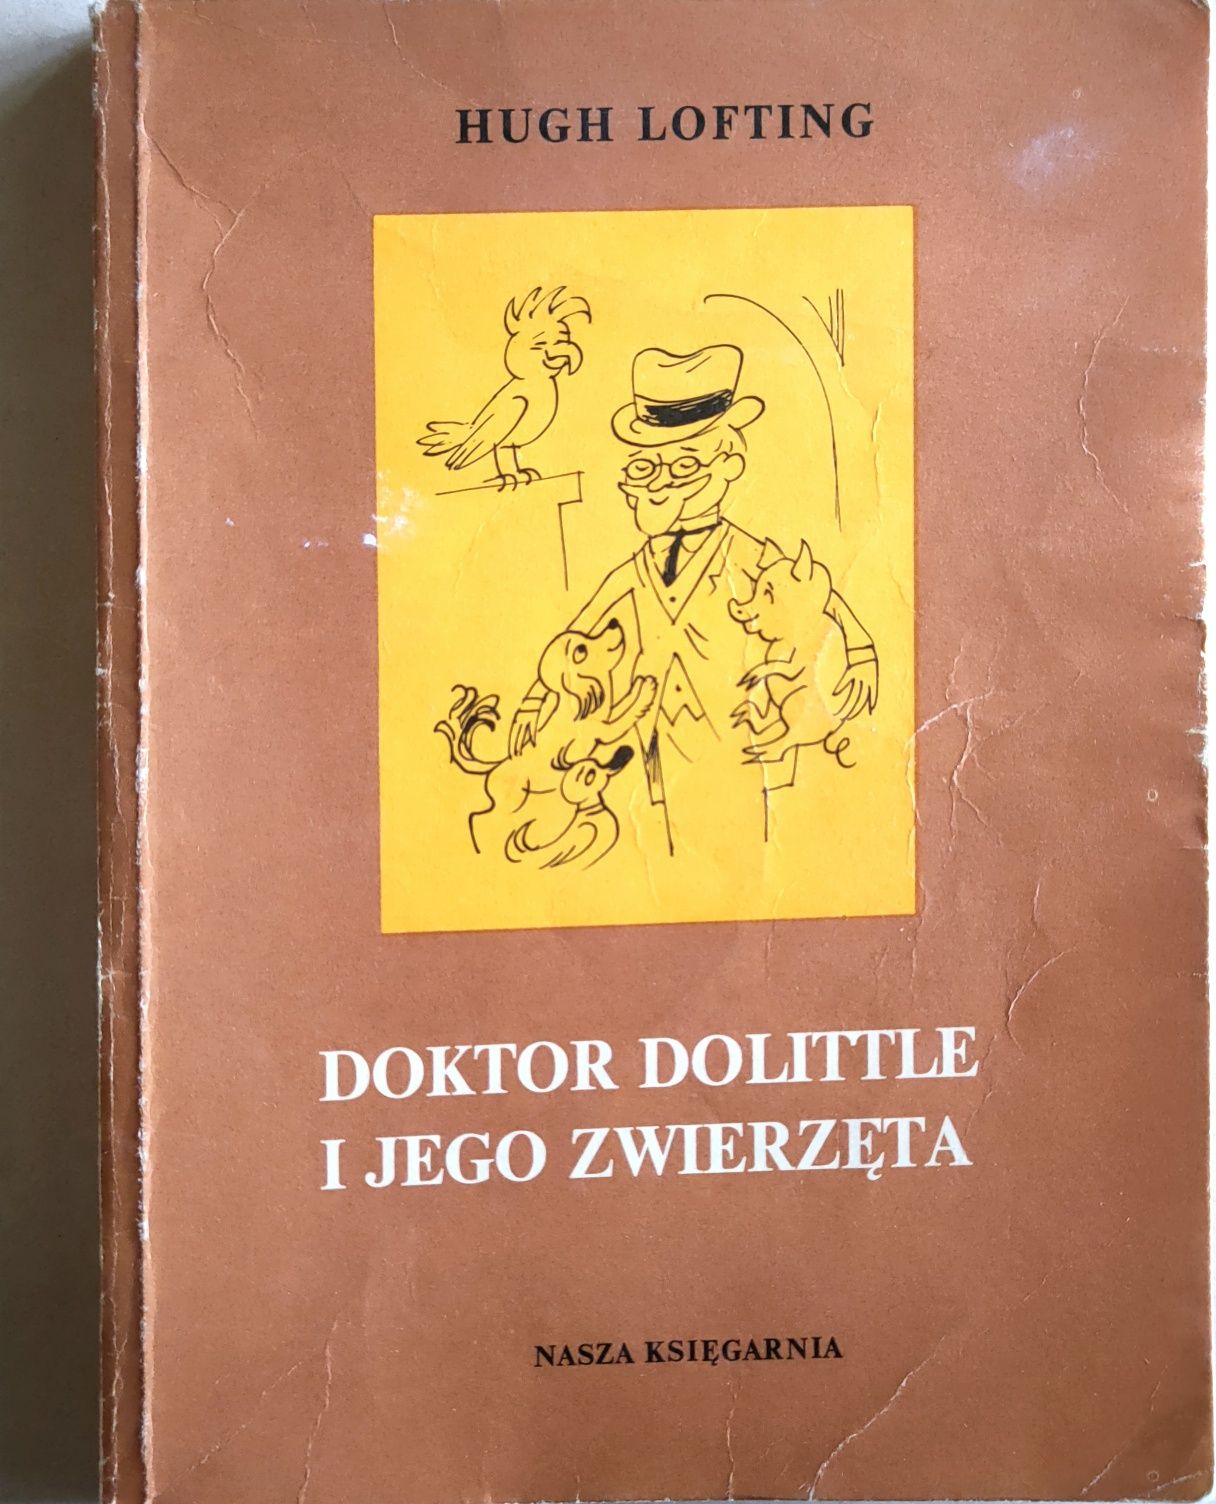 HUGH LOFTING
DOKTOR DOLITTLE
I JEGO ZWIERZĘTA
NASZA KSIĘGARNIA